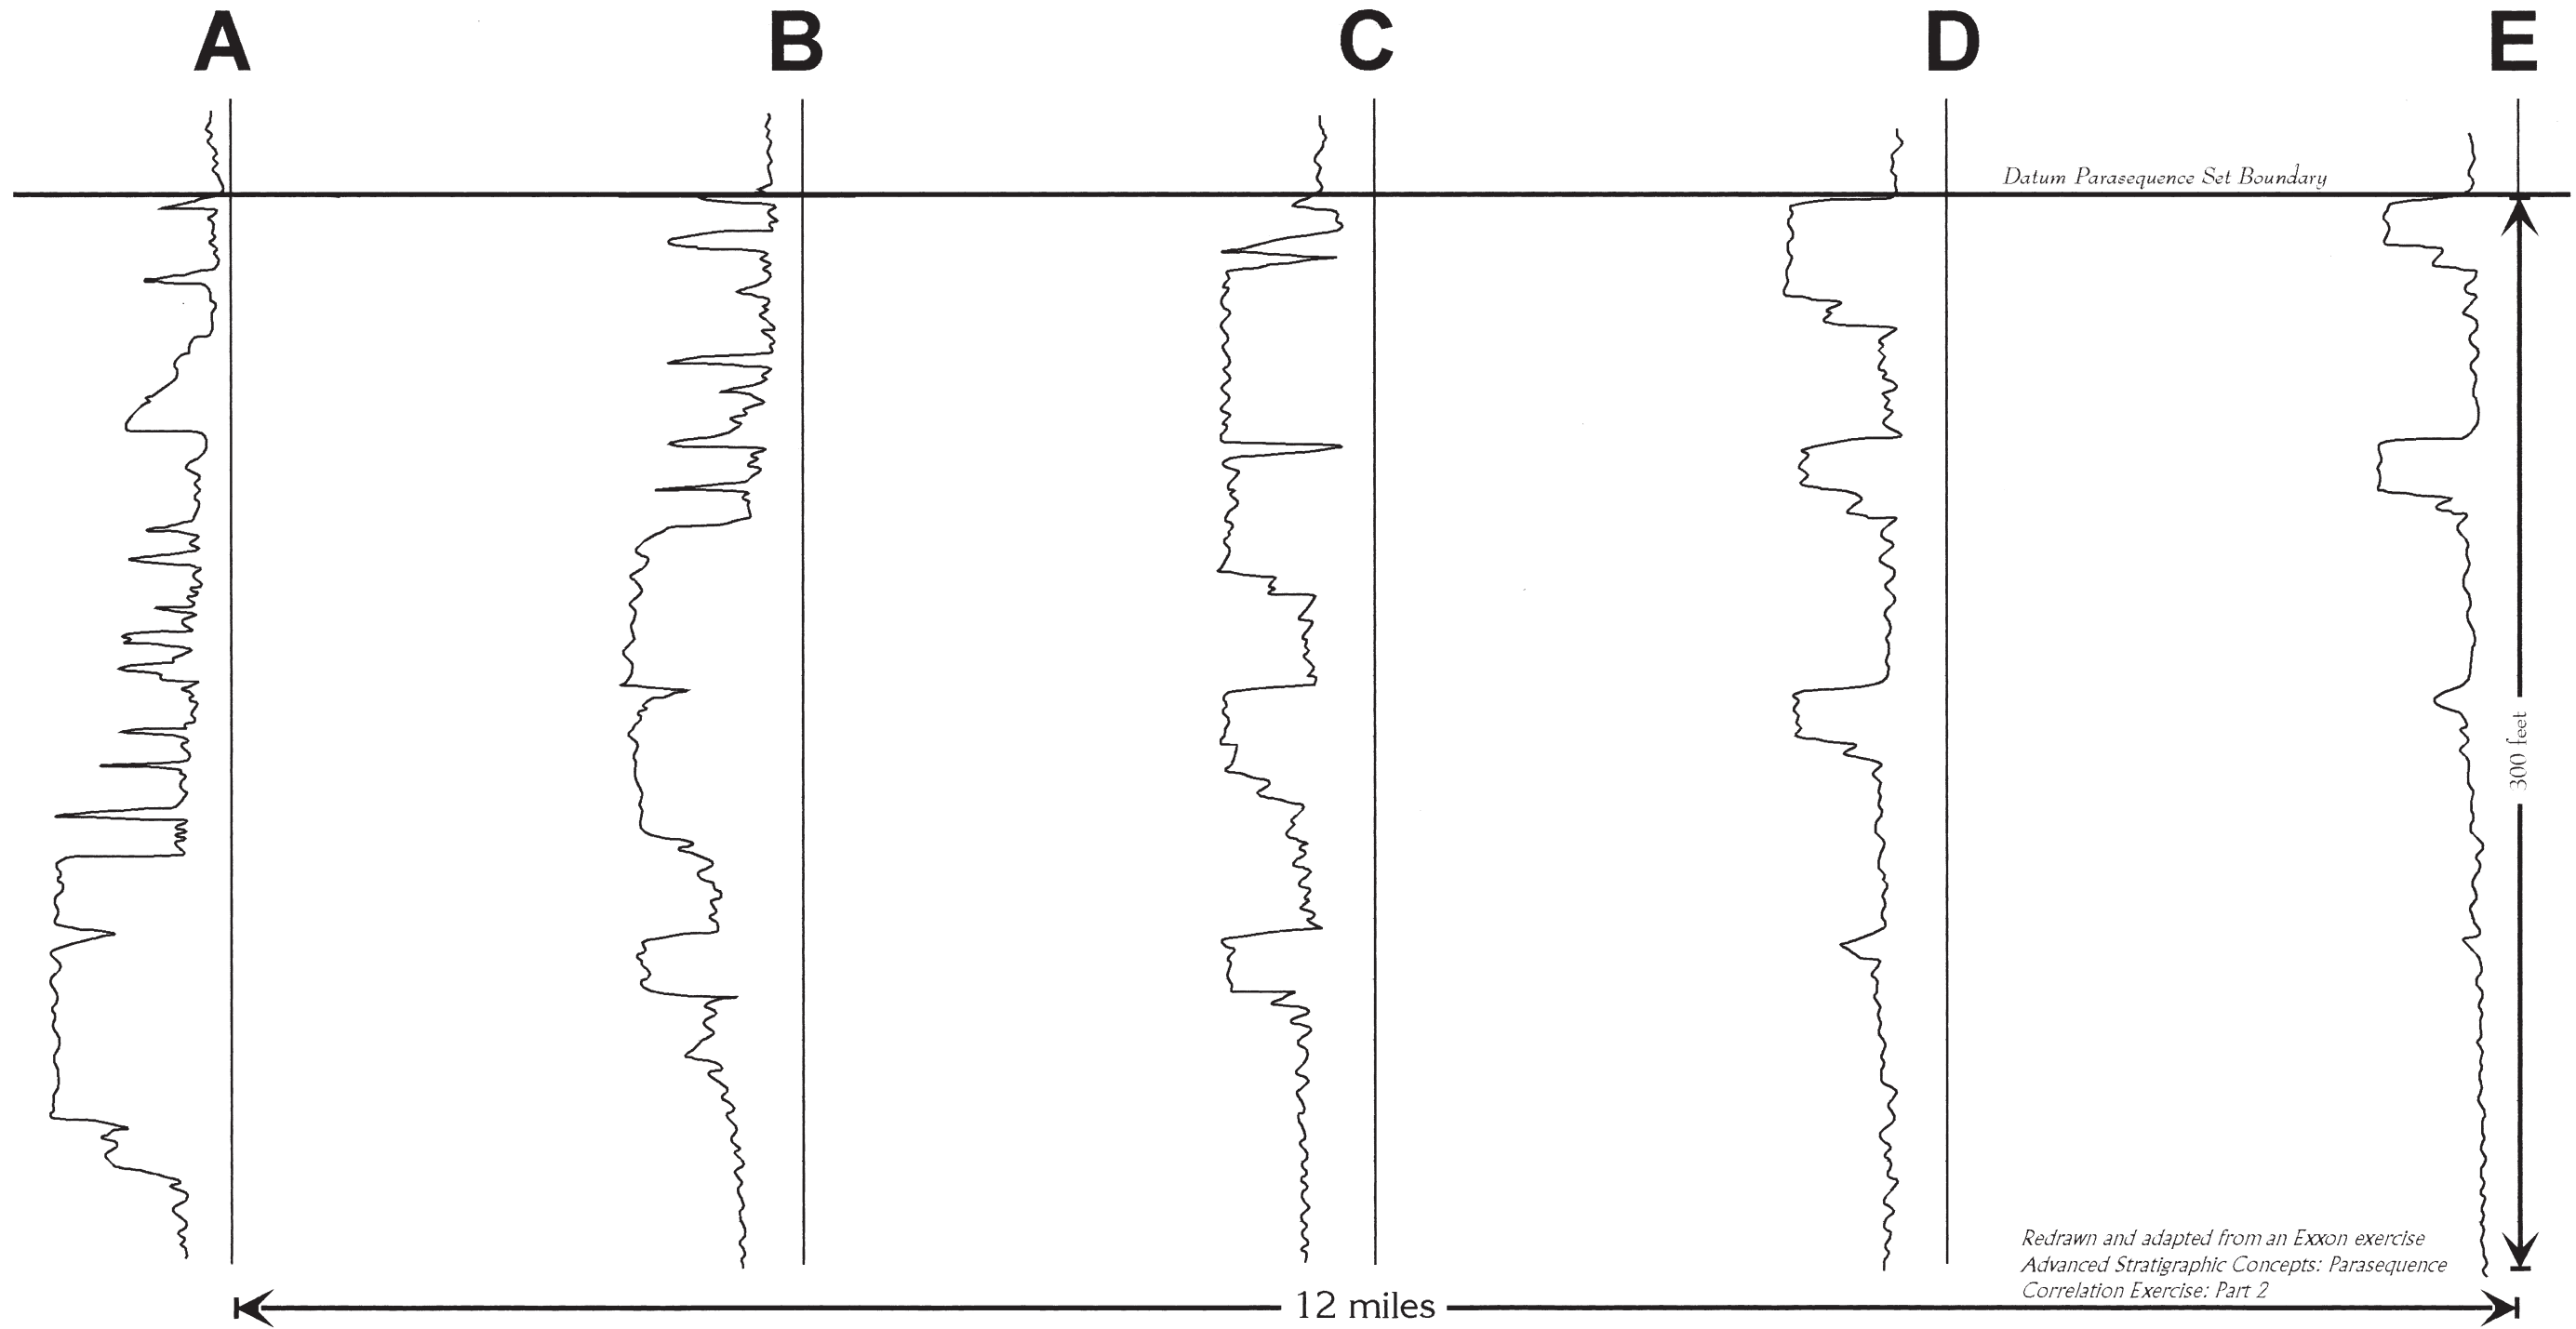 A B C D E
Datum Parasequence Set Boundary
300 feet
Redrawn and adapted from an Exxon exercise
Advanced Stratigraphic Concepts: Parasequence
Correlation Exercise: Part 2
12 miles